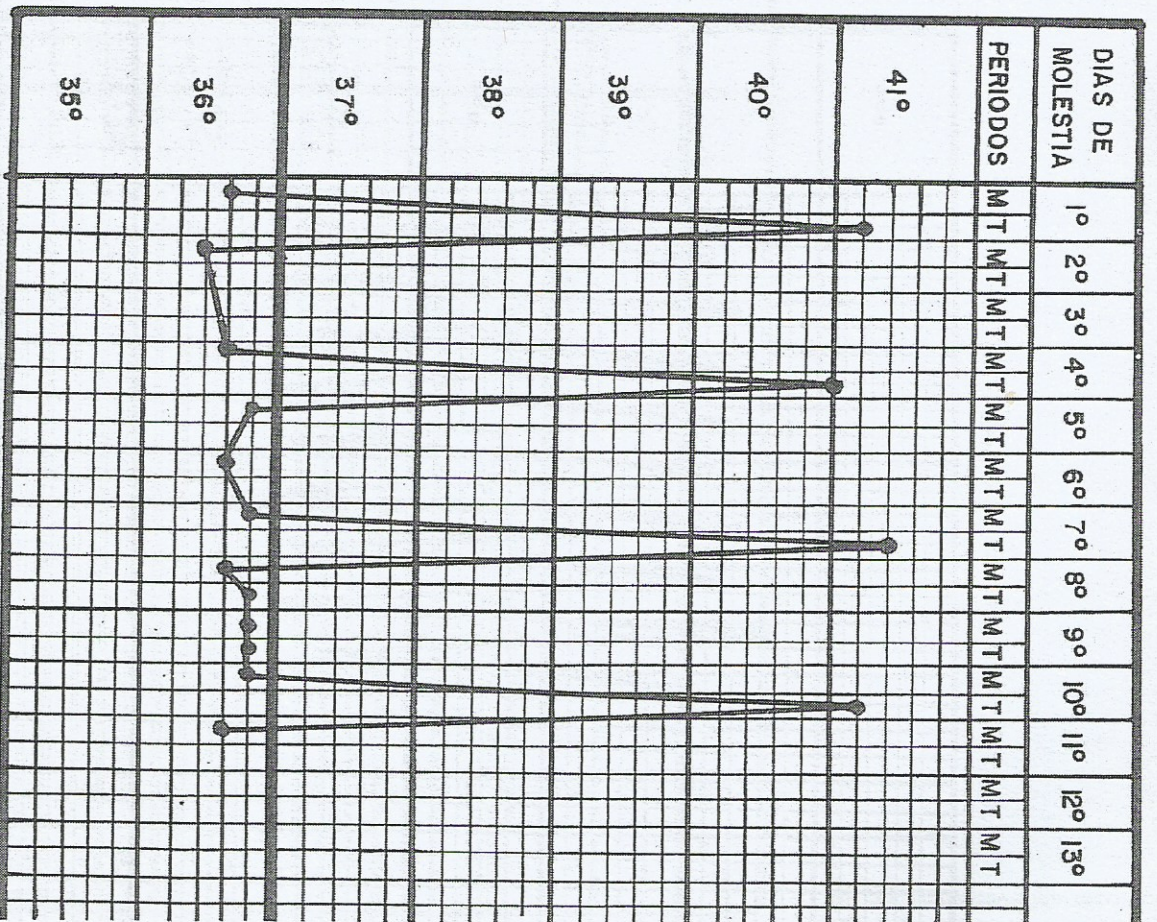 DIAS DE
MOLESTIA
1º 2º 3º 4º 5º 6º 7º 8º 9º 10º 11º 12º 13º
PERIODOS M T M T M T M T M T M T M T M T M T M T M T M T M T
41º
40º
39º
38º
37º
36º
35º